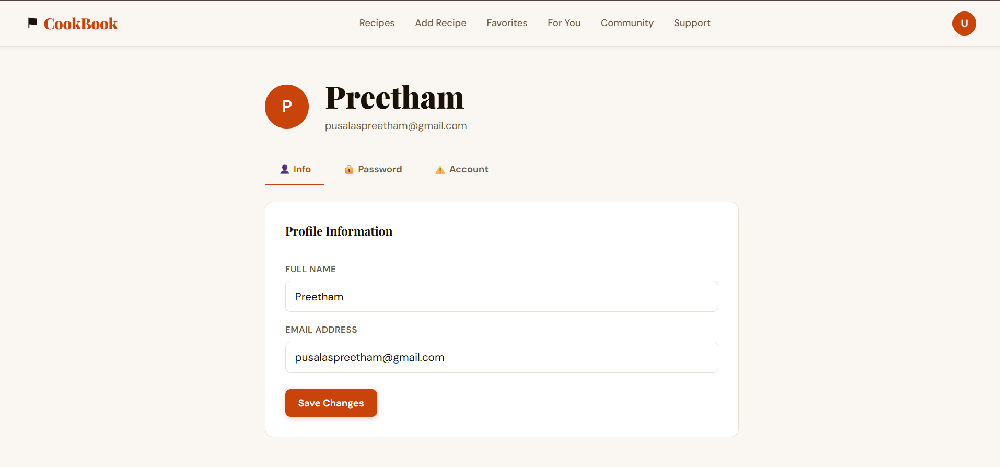 CookBook
Recipes Add Recipe Favorites For You Community Support
U
P
Preetham
pusalaspreetham@gmail.com
Info Password Account
Profile Information
FULL NAME
Preetham
EMAIL ADDRESS
pusalaspreetham@gmail.com
Save Changes